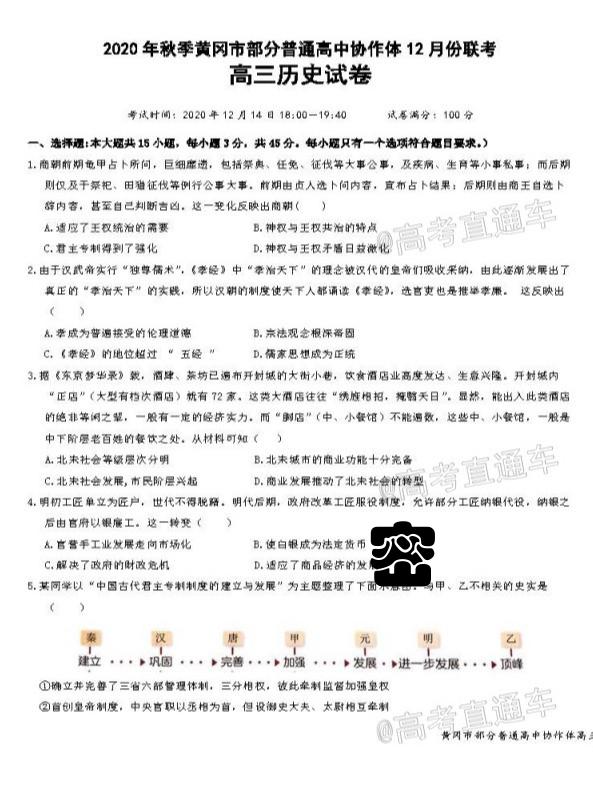 2020年秋季黄冈市部分普通高中协作体12月份联考
高三历史试卷
考试时间：2020年12月14日18:00—19:40 试卷满分：100分
一、选择题:本大题共15小题，每小题3分，共45分。每小题只有一个选项符合题目要求。）
1.商朝前期龟甲占卜所问，巨细靡遗，包括祭典、任免、征伐等大事公事，及疾病、生育等小事私事；而后期
则仅及于祭祀、田猎征伐等例行公事大事。前期由贞人选卜问内容，宣布占卜结果；后期则由商王自选卜
辞内容，甚至自己判断吉凶。这一变化反映出商朝(　　)
A.适应了王权统治的需要 B.神权与王权共治的特点
C.君主专制得到了强化 D.神权与王权矛盾日益激化
2.由于汉武帝实行“独尊儒术”，《孝经》中“孝治天下”的理念被汉代的皇帝们吸收采纳，由此逐渐发展出了
真正的“孝治天下”的实践，所以汉朝的制度使天下人都诵读《孝经》，选官吏也是推举孝廉。 这反映出
（　　）
A.孝成为普遍接受的伦理道德 B.宗法观念根深蒂固
C.《孝经》的地位超过 “ 五经 ” D.儒家思想成为正统
3.据《东京梦华录》载，酒肆、茶坊已遍布开封城的大街小巷，饮食酒店业高度发达、生意兴隆。开封城内
“正店”（大型有档次酒店）就有72家。这类大酒店往往“绣旆相招，掩翳天日”。显然，能出入此类酒店
的绝非等闲之辈，一般有一定的经济实力。而“脚店”（中、小餐馆）不能遍数，这些中、小餐馆，一般是
中下阶层老百姓的餐饮之处。从材料可知（　　）
A.北宋社会等级层次分明 B.北宋城市的商业功能十分完备
C.北宋社会发展,市民阶层兴起 D.商业发展推动了北宋社会的转型
4.明初工匠单立为匠户，世代不得脱籍。明代后期，政府改革工匠服役制度，允许部分工匠纳银代役，纳银之
后由官府以银雇工。这一转变（　　）
A.官营手工业发展走向市场化 B.使白银成为法定货币
C.解决了政府的财政危机 D.适应了商品经济的发
5.某同学以“中国古代君主专制制度的建立与发展”为主题整理了下面示意图。与甲、乙不相关的史实是
（　　）
秦 汉 唐 甲 元 明 乙
建立 巩固 完善 加强 发展 进一步发展 顶峰
①确立并完善了三省六部管理体制，三分相权，彼此牵制监督加强皇权
②首创皇帝制度，中央官职以丞相为首，但设御史大夫、太尉相互牵制
黄冈市部分普通高中协作体高三
@高考直通车
@高考直通车
@高考直通车